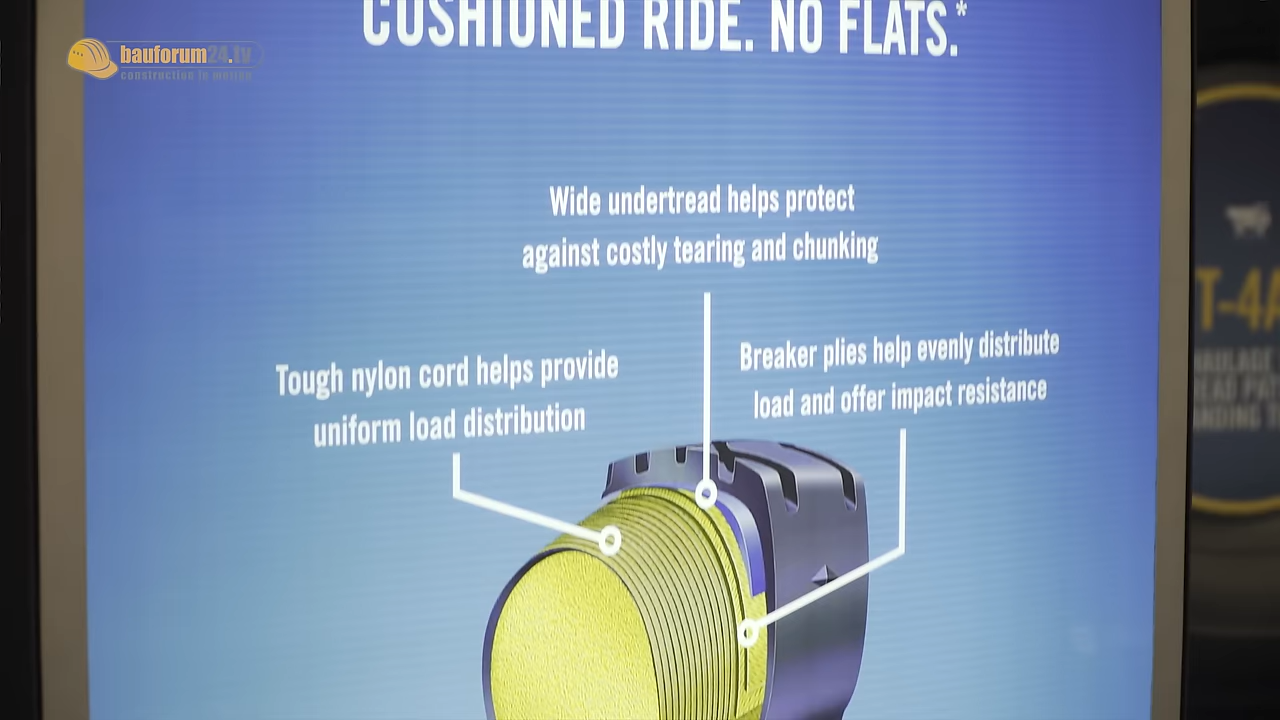 CUSHIONED RIDE. NO FLATS.*
bauforum24.tv
construction in motion
Wide undertread helps protect
against costly tearing and chunking
Breaker plies help evenly distribute
load and offer impact resistance
Tough nylon cord helps provide
uniform load distribution
T-4A